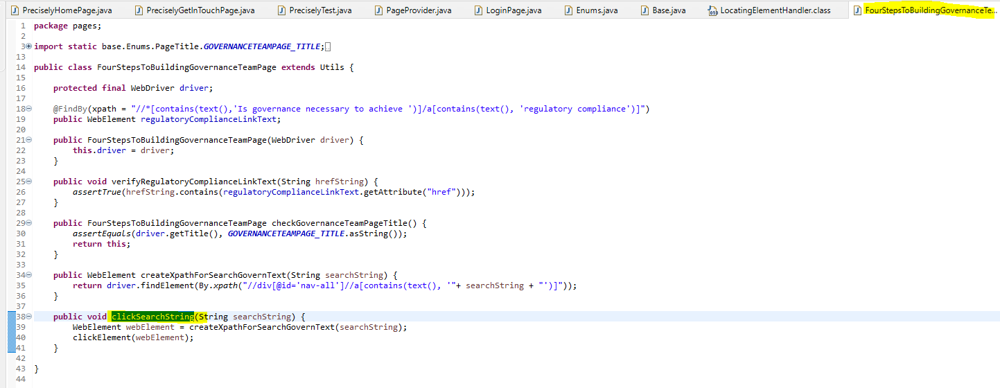 PreciselyHomePage.java PreciselyGetInTouchPage.java PreciselyTest.java PageProvider.java LoginPage.java Enums.java Base.java LocatingElementHandler.class FourStepsToBuildingGovernanceTe...
1 package pages;
2
3 import static base.Enums.PageTitle.GOVERNANCETEAMPAGE_TITLE;
13
14 public class FourStepsToBuildingGovernanceTeamPage extends Utils {
15
16 protected final WebDriver driver;
17
18 @FindBy(xpath = "//*[contains(text(),'Is governance necessary to achieve ')]/a[contains(text(), 'regulatory compliance')]")
19 public WebElement regulatoryComplianceLinkText;
20
21 public FourStepsToBuildingGovernanceTeamPage(WebDriver driver) {
22 this.driver = driver;
23 }
24
25 public void verifyRegulatoryComplianceLinkText(String hrefString) {
26 assertTrue(hrefString.contains(regulatoryComplianceLinkText.getAttribute("href")));
27 }
28
29 public FourStepsToBuildingGovernanceTeamPage checkGovernanceTeamPageTitle() {
30 assertEquals(driver.getTitle(), GOVERNANCETEAMPAGE_TITLE.asString());
31 return this;
32 }
33
34 public WebElement createXpathForSearchGovernText(String searchString) {
35 return driver.findElement(By.xpath("//div[@id='nav-all']//a[contains(text(), '"+ searchString + "')]"));
36 }
37
38 public void clickSearchString(String searchString) {
39 WebElement webElement = createXpathForSearchGovernText(searchString);
40 clickElement(webElement);
41 }
42
43 }
44